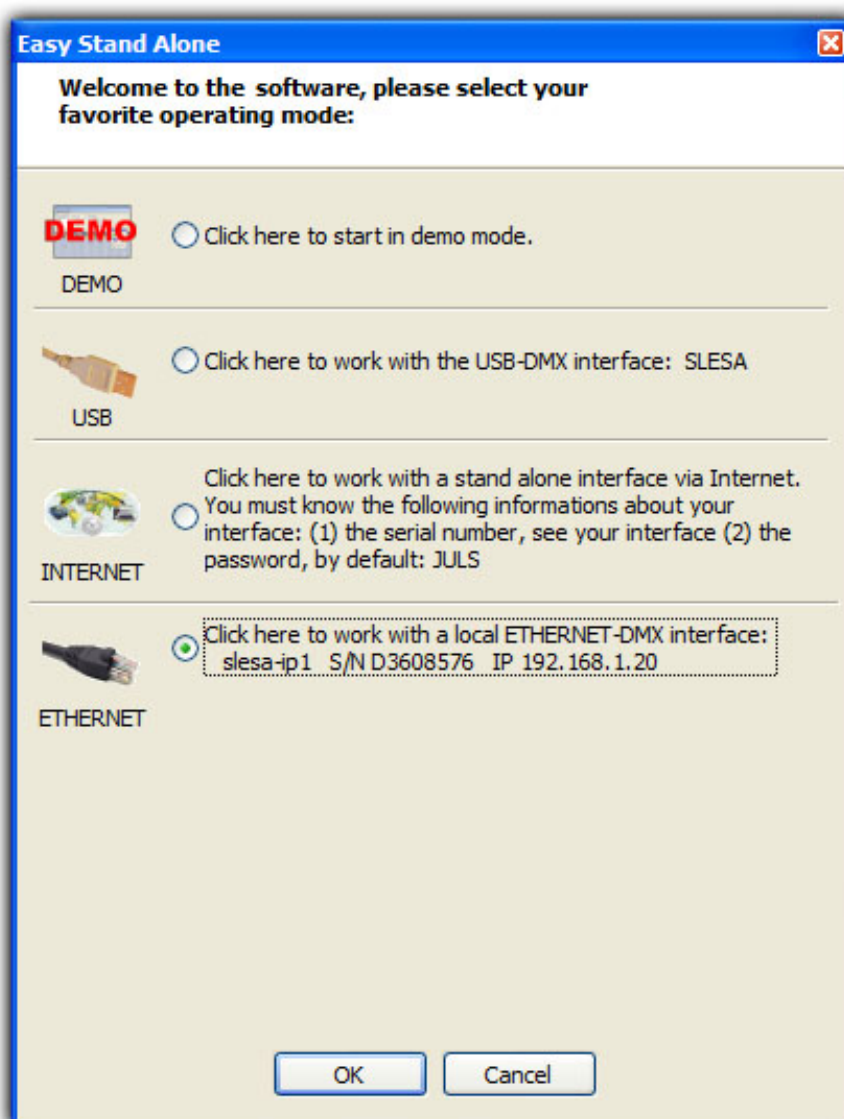 Easy Stand Alone
Welcome to the software, please select your
favorite operating mode:
DEMO
Click here to start in demo mode.
DEMO
Click here to work with the USB-DMX interface: SLESA
USB
Click here to work with a stand alone interface via Internet.
You must know the following informations about your
interface: (1) the serial number, see your interface (2) the
password, by default: JULS
INTERNET
Click here to work with a local ETHERNET-DMX interface:
slesa-ip1 S/N D3608576 IP 192.168.1.20
ETHERNET
OK
Cancel